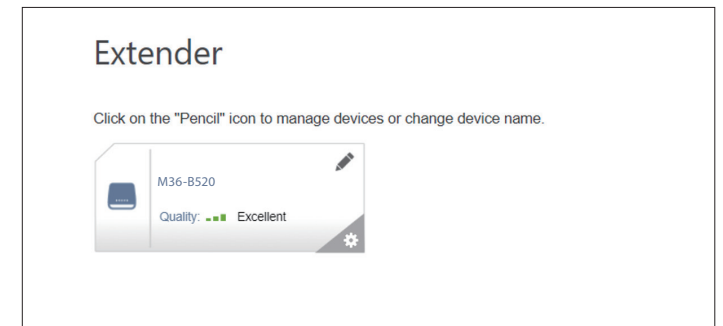 Extender
Click on the "Pencil" icon to manage devices or change device name.
M36-B520
Quality: Excellent